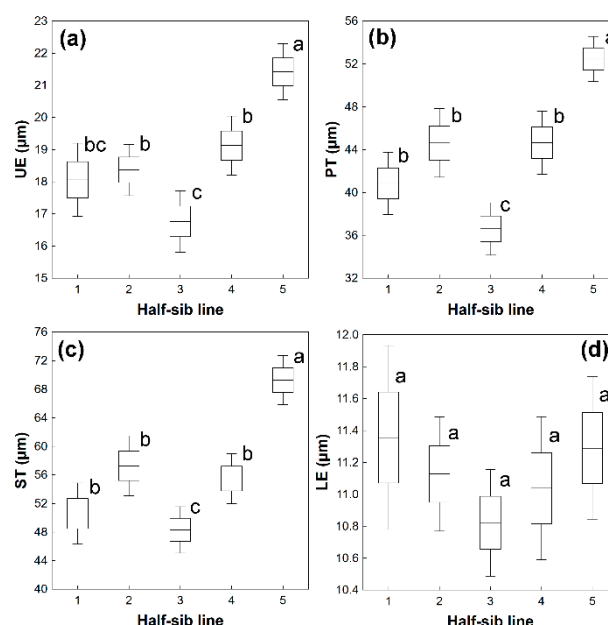 (a)
UE (μm)
23
22
21
20
19
18
17
16
15
bc
b
c
b
a
1 2 3 4 5
Half-sib line
(b)
PT (μm)
56
52
48
44
40
36
32
b
b
c
b
a
1 2 3 4 5
Half-sib line
(c)
ST (μm)
76
72
68
64
60
56
52
48
44
40
b
b
c
b
a
1 2 3 4 5
Half-sib line
(d)
LE (μm)
12.0
11.8
11.6
11.4
11.2
11.0
10.8
10.6
10.4
a
a
a
a
a
1 2 3 4 5
Half-sib line